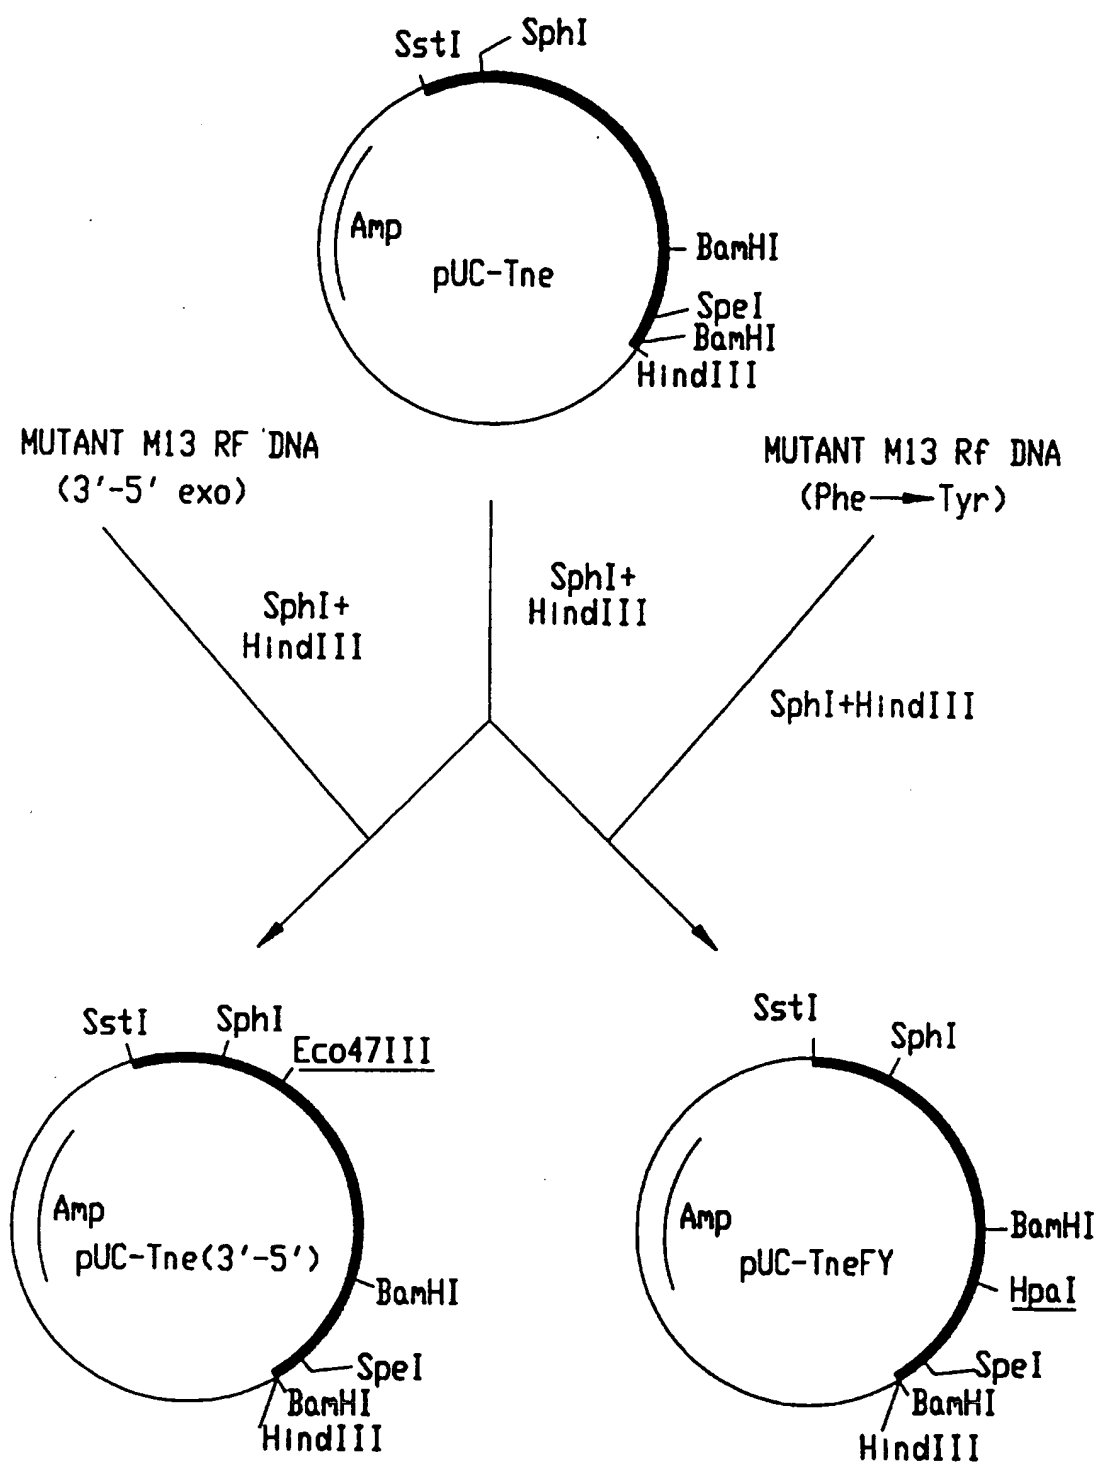 SstI
SphI
Amp
pUC-Tne
BamHI
SpeI
BamHI
HindIII
MUTANT M13 RF DNA
(3'-5' exo)
MUTANT M13 Rf DNA
(Phe → Tyr)
SphI+
HindIII
SphI+
HindIII
SphI+HindIII
SstI
SphI
Eco47III
Amp
pUC-Tne(3'-5')
BamHI
SpeI
BamHI
HindIII
SstI
SphI
Amp
pUC-TneFY
BamHI
HpaI
SpeI
BamHI
HindIII